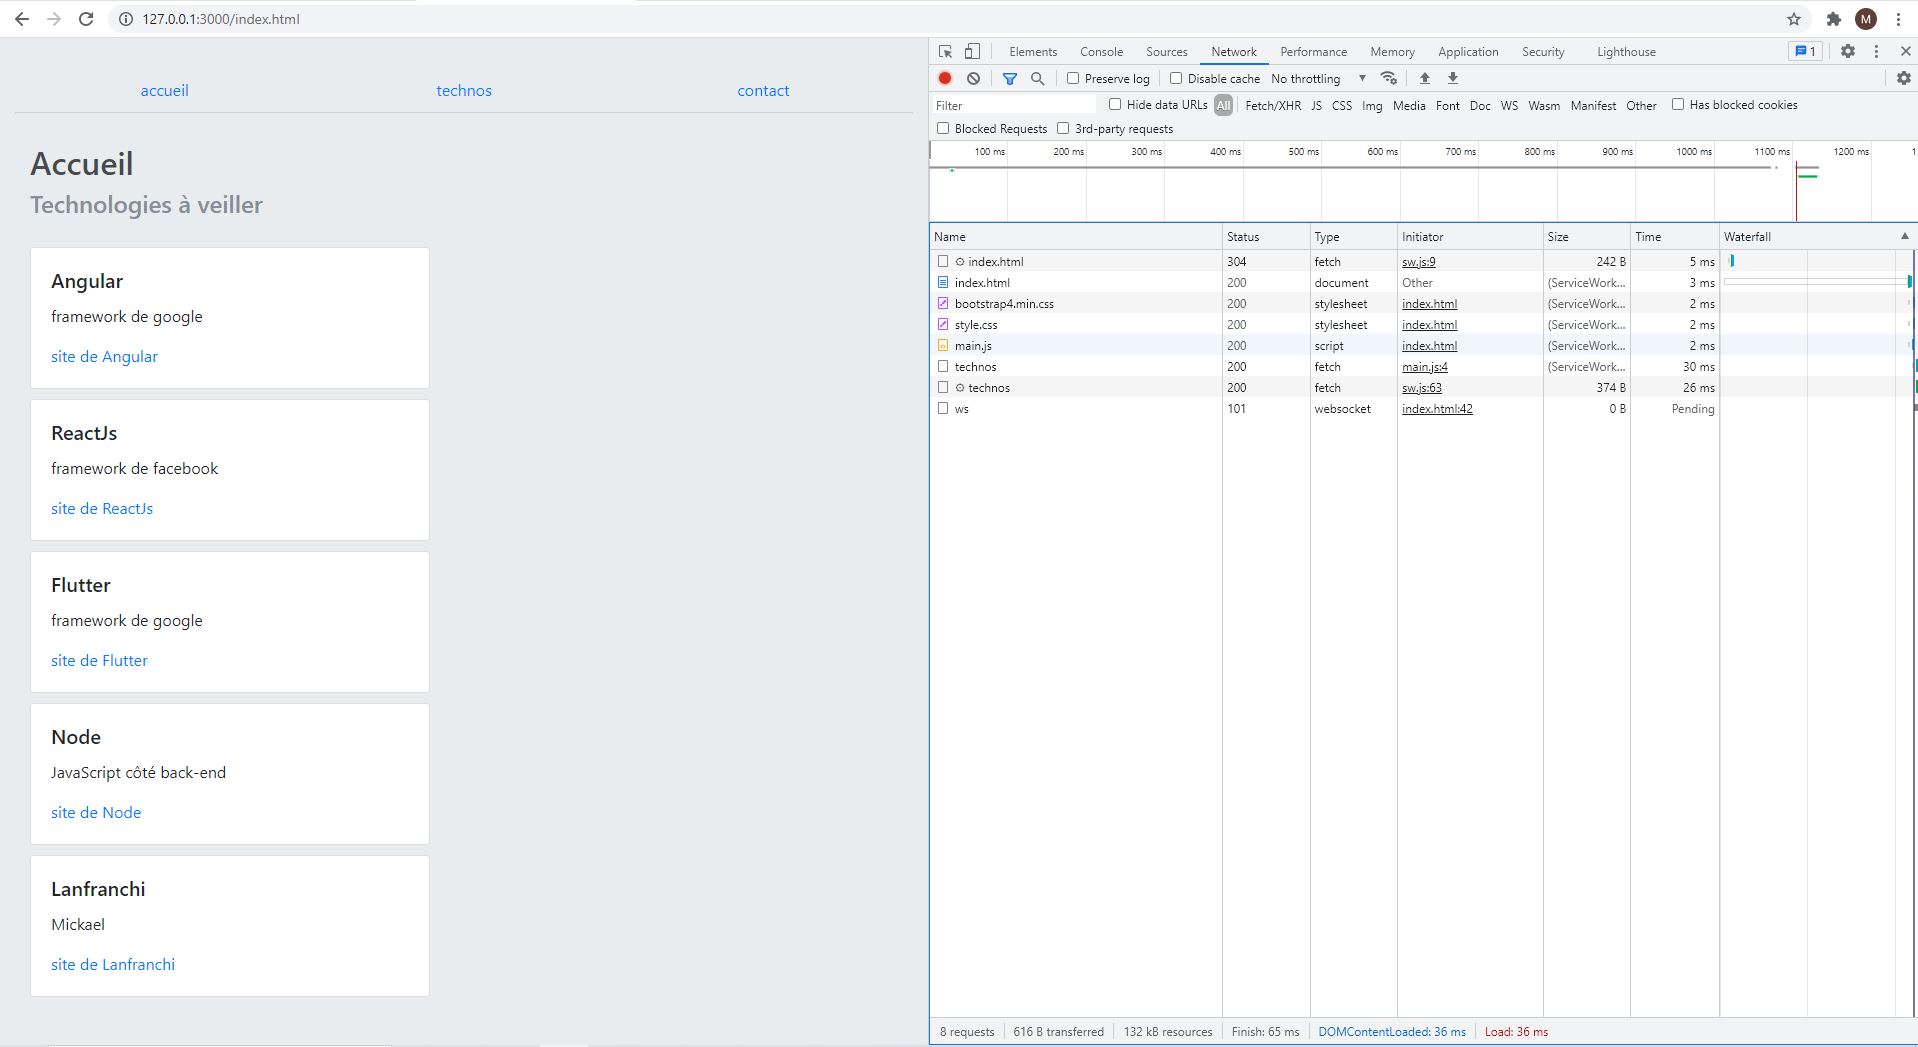 127.0.0.1:3000/index.html
M
accueil technos contact
Accueil
Technologies à veiller
Angular
framework de google
site de Angular
ReactJs
framework de facebook
site de ReactJs
Flutter
framework de google
site de Flutter
Node
JavaScript côté back-end
site de Node
Lanfranchi
Mickael
site de Lanfranchi
Elements Console Sources Network Performance Memory Application Security Lighthouse 1
Preserve log Disable cache No throttling
Filter Hide data URLs All Fetch/XHR JS CSS Img Media Font Doc WS Wasm Manifest Other Has blocked cookies
Blocked Requests 3rd-party requests
100 ms 200 ms 300 ms 400 ms 500 ms 600 ms 700 ms 800 ms 900 ms 1000 ms 1100 ms 1200 ms 1
Name Status Type Initiator Size Time Waterfall
index.html 304 fetch sw.js:9 242 B 5 ms
index.html 200 document Other (ServiceWork... 3 ms
bootstrap4.min.css 200 stylesheet index.html (ServiceWork... 2 ms
style.css 200 stylesheet index.html (ServiceWork... 2 ms
main.js 200 script index.html (ServiceWork... 2 ms
technos 200 fetch main.js:4 (ServiceWork... 30 ms
technos 200 fetch sw.js:63 374 B 26 ms
ws 101 websocket index.html:42 0 B Pending
8 requests 616 B transferred 132 kB resources Finish: 65 ms DOMContentLoaded: 36 ms Load: 36 ms